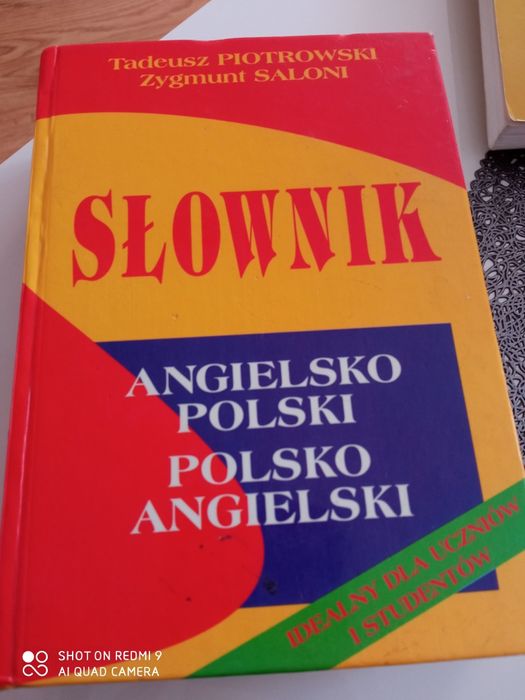 Tadeusz PIOTROWSKI
Zygmunt SALONI
SŁOWNIK
ANGIELSKO
POLSKI
POLSKO
ANGIELSKI
IDEALNY DLA UCZNIÓW
I STUDENTÓW
SHOT ON REDMI 9
AI QUAD CAMERA